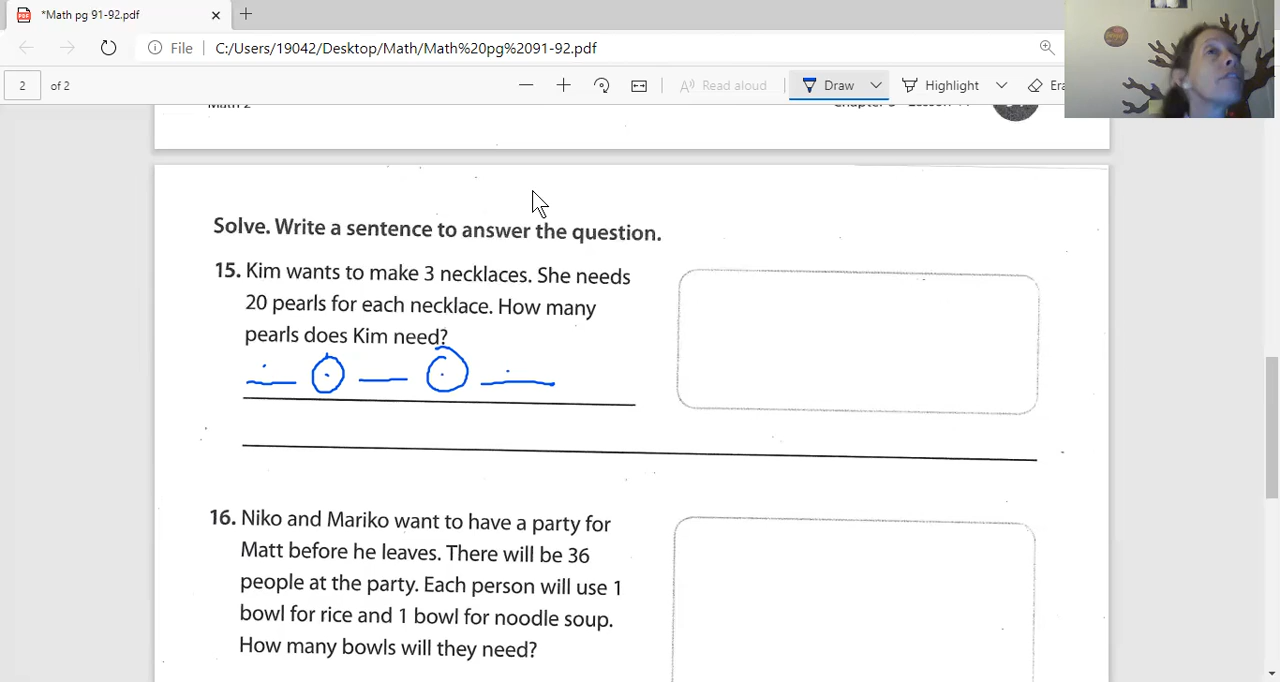 *Math pg 91-92.pdf
File
C:/Users/19042/Desktop/Math/Math%20pg%2091-92.pdf
2 of 2
Read aloud
Draw
Highlight
Era
Math 2
Solve. Write a sentence to answer the question.
15. Kim wants to make 3 necklaces. She needs
20 pearls for each necklace. How many
pearls does Kim need?
16. Niko and Mariko want to have a party for
Matt before he leaves. There will be 36
people at the party. Each person will use 1
bowl for rice and 1 bowl for noodle soup.
How many bowls will they need?